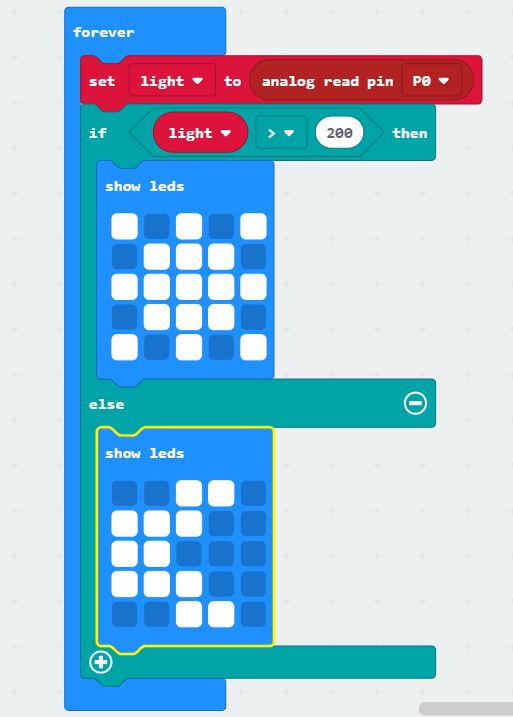 forever
set light to analog read pin P0
if light > 200 then
show leds
else
show leds